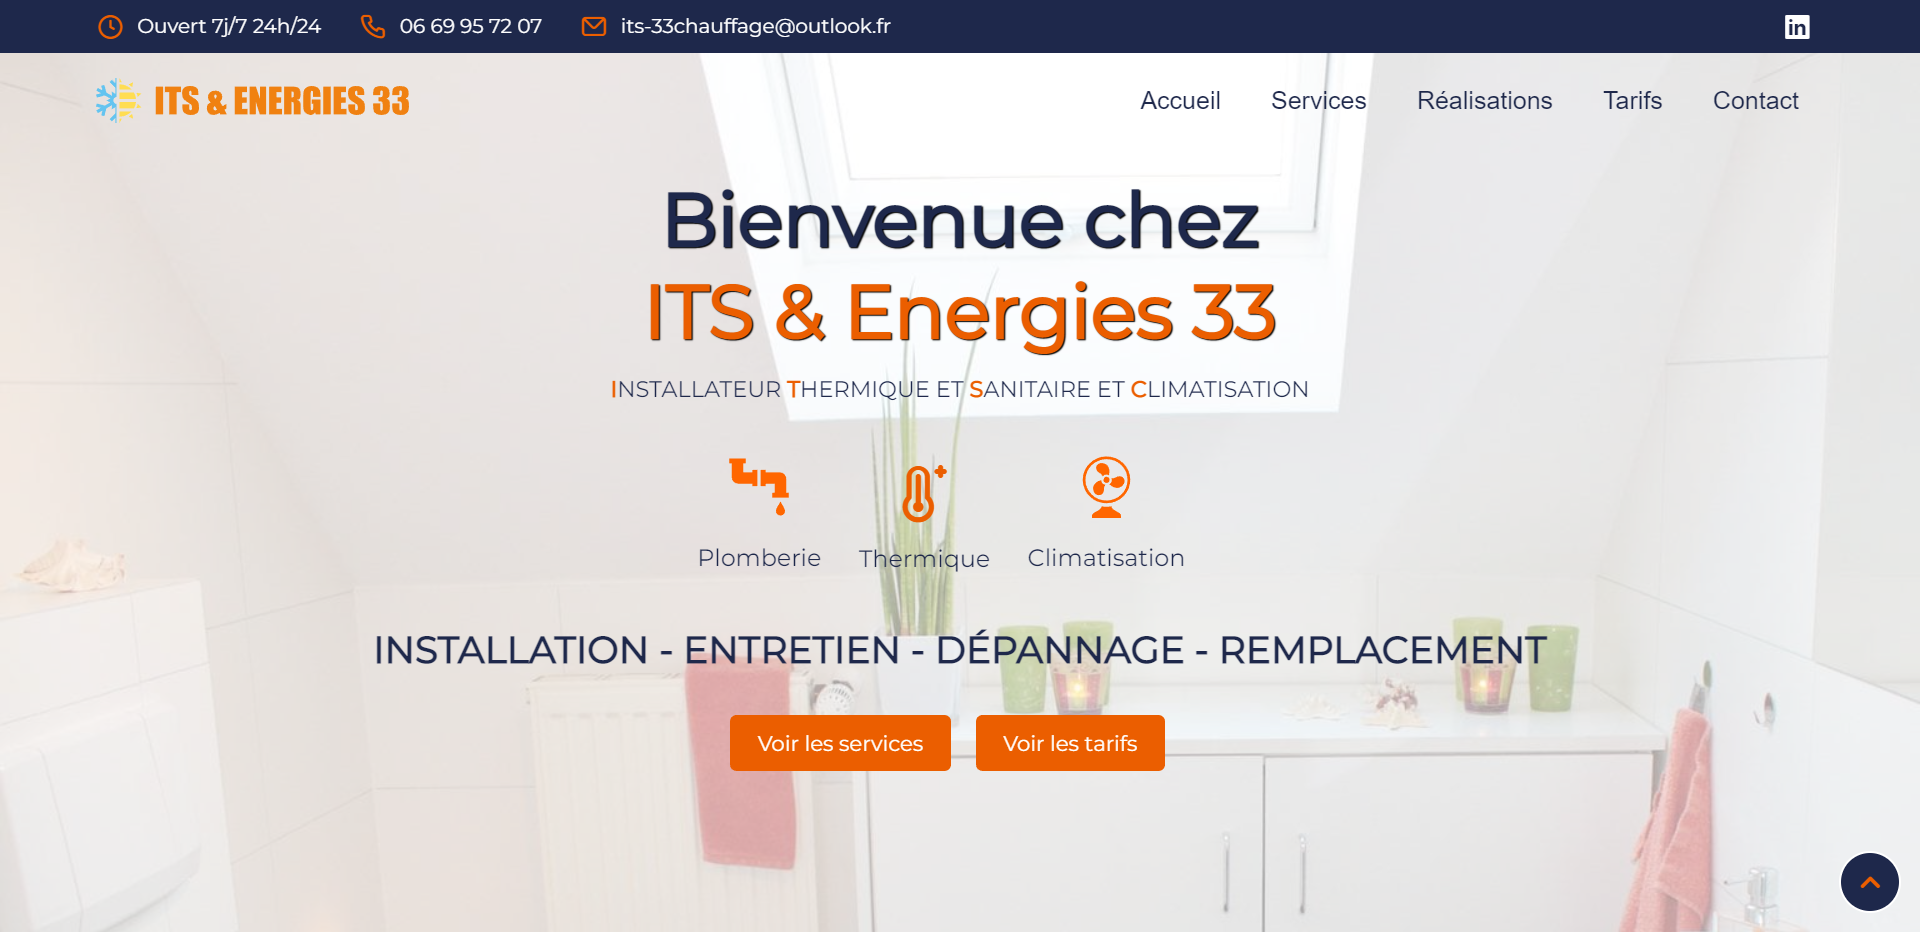 Ouvert 7j/7 24h/24
06 69 95 72 07
its-33chauffage@outlook.fr
in
ITS & ENERGIES 33
Accueil
Services
Réalisations
Tarifs
Contact
Bienvenue chez
ITS & Energies 33
INSTALLATEUR THERMIQUE ET SANITAIRE ET CLIMATISATION
Plomberie
Thermique
Climatisation
INSTALLATION - ENTRETIEN - DÉPANNAGE - REMPLACEMENT
Voir les services
Voir les tarifs